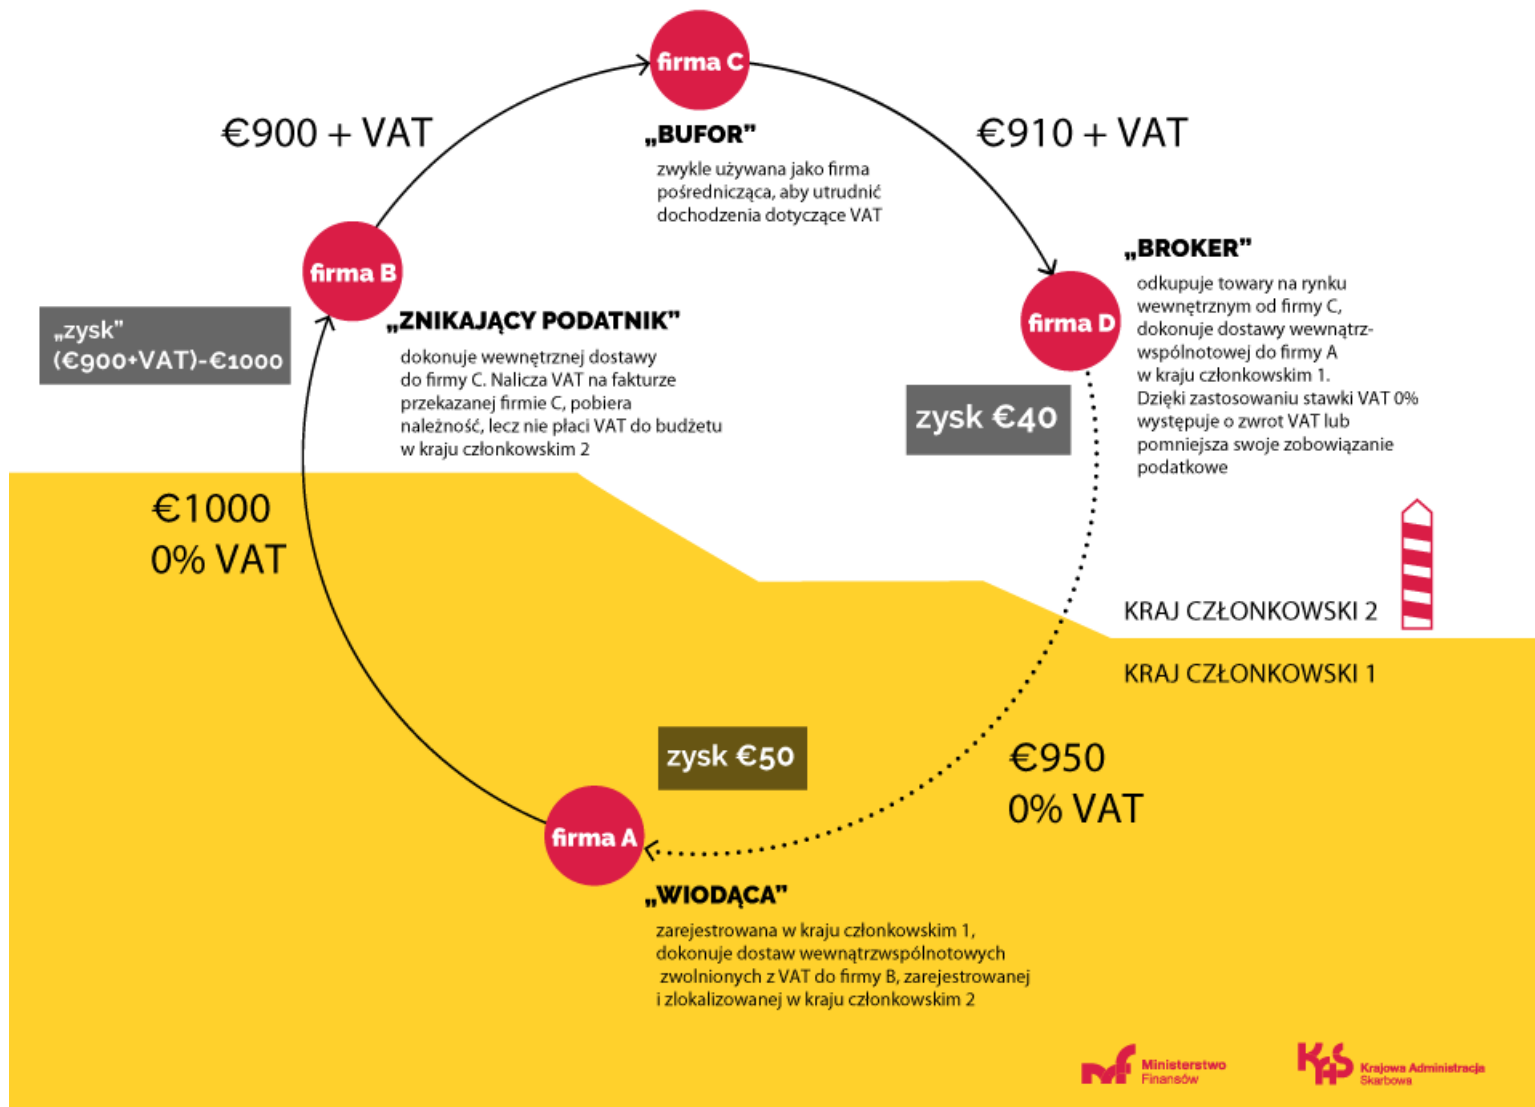 firma C
€900 + VAT
€910 + VAT
„BUFOR”
zwykle używana jako firma
pośrednicząca, aby utrudnić
dochodzenia dotyczące VAT
firma B
„zysk”
(€900+VAT)-€1000
„ZNIKAJĄCY PODATNIK”
dokonuje wewnętrznej dostawy
do firmy C. Nalicza VAT na fakturze
przekazanej firmie C, pobiera
należność, lecz nie płaci VAT do budżetu
w kraju członkowskim 2
„BROKER”
odkupuje towary na rynku
wewnętrznym od firmy C,
dokonuje dostawy wewnątrz-
wspólnotowej do firmy A
w kraju członkowskim 1.
Dzięki zastosowaniu stawki VAT 0%
występuje o zwrot VAT lub
pomniejsza swoje zobowiązanie
podatkowe
firma D
zysk €40
€1000
0% VAT
KRAJ CZŁONKOWSKI 2
KRAJ CZŁONKOWSKI 1
zysk €50
€950
0% VAT
firma A
„WIODĄCA”
zarejestrowana w kraju członkowskim 1,
dokonuje dostaw wewnątrzwspólnotowych
zwolnionych z VAT do firmy B, zarejestrowanej
i zlokalizowanej w kraju członkowskim 2
mf
Ministerstwo
Finansów
KAS
Krajowa Administracja
Skarbowa